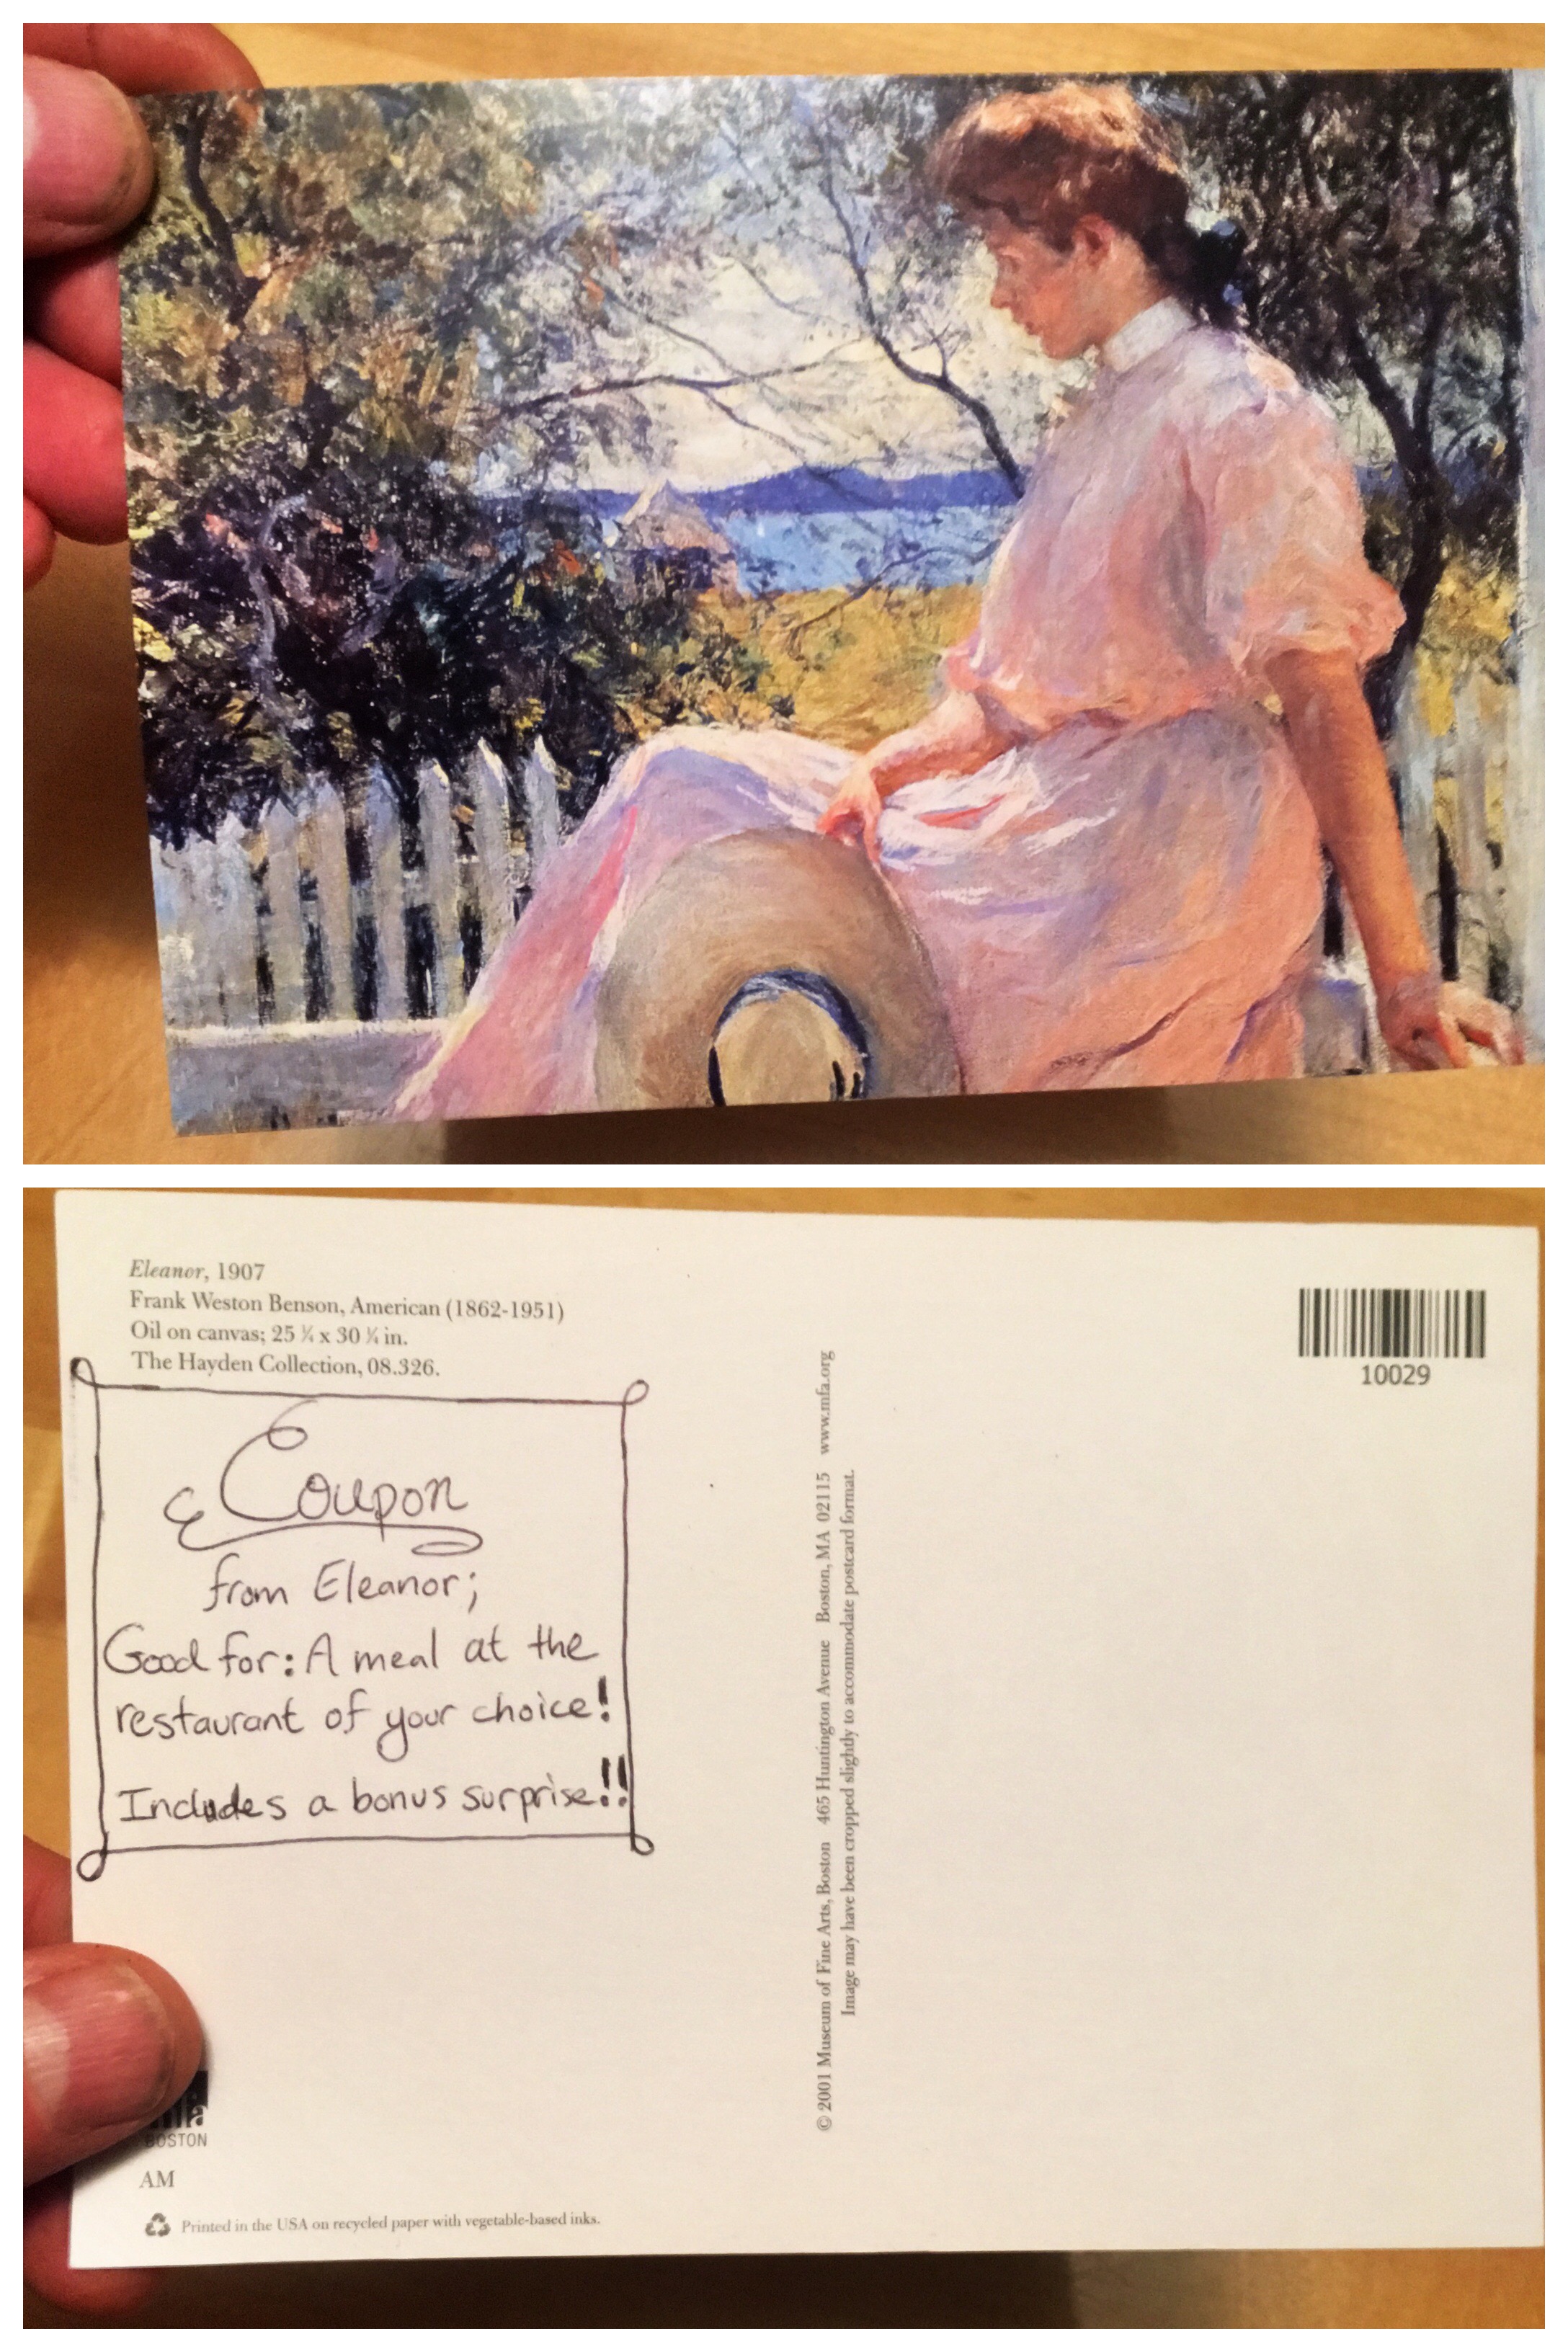 Eleanor, 1907
Frank Weston Benson, American (1862-1951)
Oil on canvas; 25 ¼ x 30 ¼ in.
The Hayden Collection, 08.326.
Coupon
from Eleanor;
Good for: A meal at the
restaurant of your choice!
Includes a bonus surprise!!
BOSTON
AM
Printed in the USA on recycled paper with vegetable-based inks.
© 2001 Museum of Fine Arts, Boston 465 Huntington Avenue Boston, MA 02115 www.mfa.org
Image may have been cropped slightly to accommodate postcard format.
10029